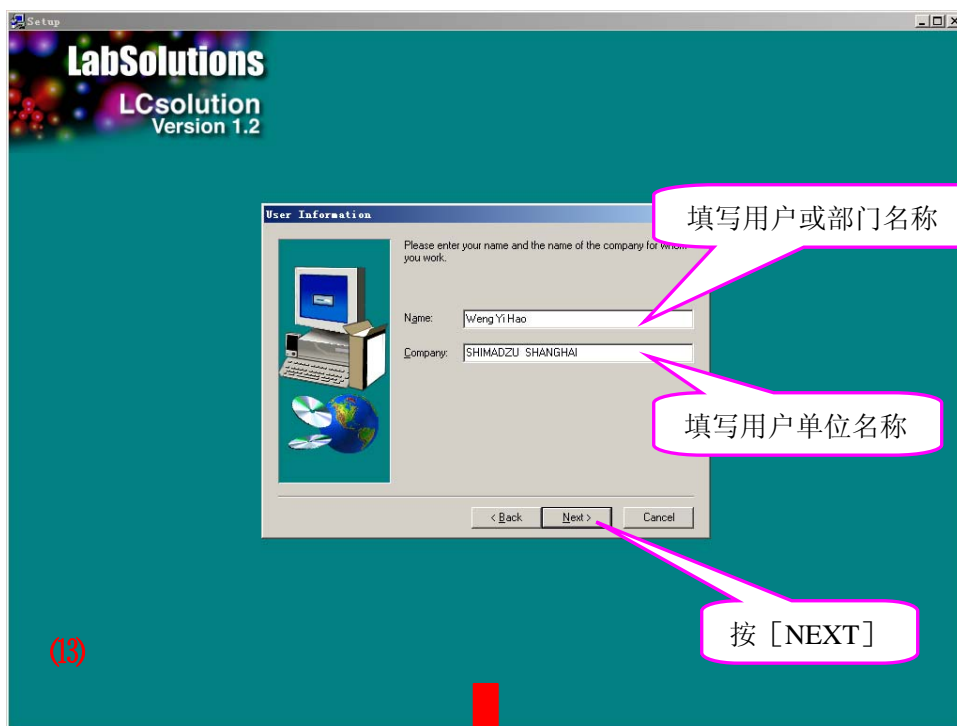 Setup
LabSolutions
LCsolution
Version 1.2
User Information
填写用户或部门名称
Please enter your name and the name of the company for whom
you work.
Name: Weng Yi Hao
Company: SHIMADZU SHANGHAI
填写用户单位名称
< Back Next > Cancel
按［NEXT］
(13)